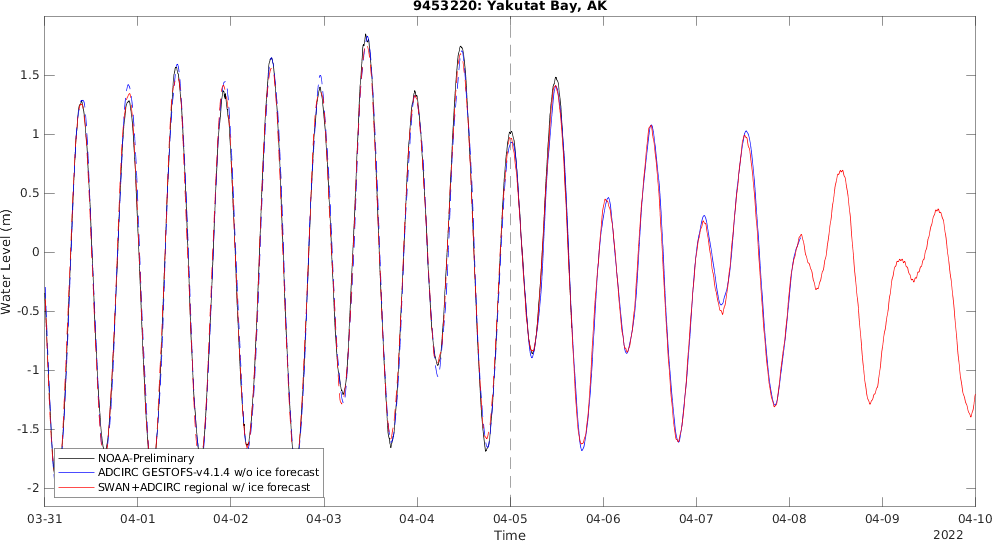 9453220: Yakutat Bay, AK
Water Level (m)
1.5
1
0.5
0
-0.5
-1
-1.5
-2
NOAA-Preliminary
ADCIRC GESTOFS-v4.1.4 w/o ice forecast
SWAN+ADCIRC regional w/ ice forecast
03-31 04-01 04-02 04-03 04-04 04-05 04-06 04-07 04-08 04-09 04-10
Time
2022